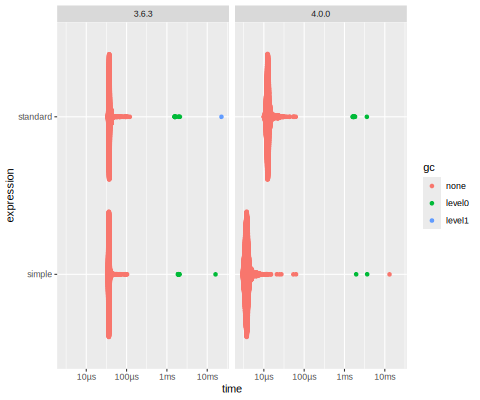 3.6.3
4.0.0
expression
standard
simple
10µs
100µs
1ms
10ms
10µs
100µs
1ms
10ms
time
gc
none
level0
level1